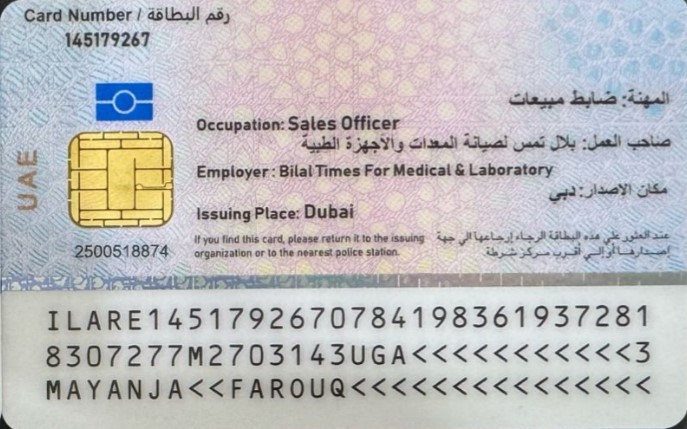 Card Number / رقم البطاقة
145179267
المهنة: ضابط مبيعات
Occupation: Sales Officer
صاحب العمل: بلال تمس لصيانة المعدات والأجهزة الطبية
Employer : Bilal Times For Medical & Laboratory
مكان الاصدار: دبي
Issuing Place: Dubai
UAE
2500518874
If you find this card, please return it to the issuing
organization or to the nearest police station.
عند العثور على هذه البطاقة الرجاء إرجاعها الي جهة
إصدارها أو إلي أقرب مركز شرطة
ILARE1451792670784198361937281
8307277M2703143UGA<<<<<<<<<<<3
MAYANJA<<FAROUQ<<<<<<<<<<<<<<<